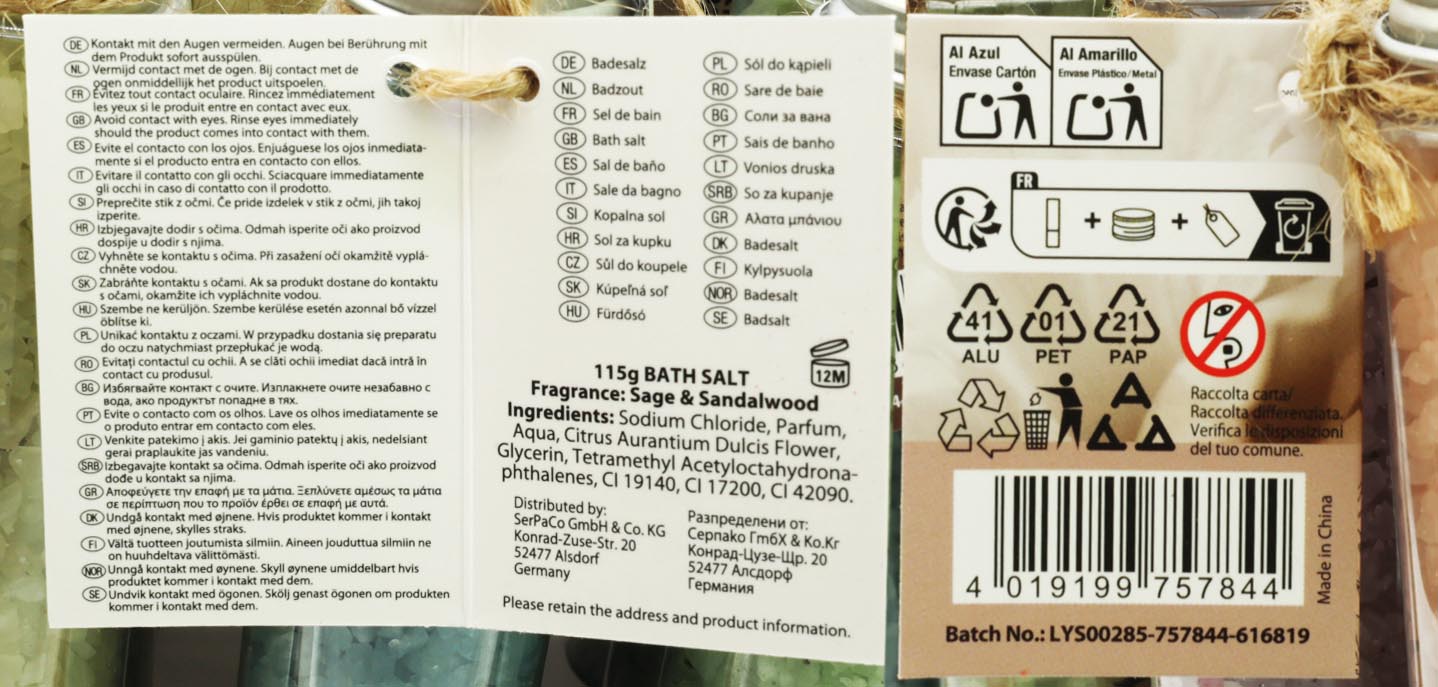 DE Kontakt mit den Augen vermeiden. Augen bei Berührung mit
dem Produkt sofort ausspülen.
NL Vermijd contact met de ogen. Bij contact met de
ogen onmiddellijk het product uitspoelen.
FR Évitez tout contact oculaire. Rincez immédiatement
les yeux si le produit entre en contact avec eux.
GB Avoid contact with eyes. Rinse eyes immediately
should the product comes into contact with them.
ES Evite el contacto con los ojos. Enjuáguese los ojos inmediata-
mente si el producto entra en contacto con ellos.
IT Evitare il contatto con gli occhi. Sciacquare immediatamente
gli occhi in caso di contatto con il prodotto.
SI Preprečite stik z očmi. Če pride izdelek v stik z očmi, jih takoj
izperite.
HR Izbjegavajte dodir s očima. Odmah isperite oči ako proizvod
dospije u dodir s njima.
CZ Vyhněte se kontaktu s očima. Při zasažení očí okamžitě vyplá-
chněte vodou.
SK Zabráňte kontaktu s očami. Ak sa produkt dostane do kontaktu
s očami, okamžite ich vypláchnite vodou.
HU Szembe ne kerüljön. Szembe kerülése esetén azonnal bő vízzel
öblítse ki.
PL Unikać kontaktu z oczami. W przypadku dostania się preparatu
do oczu natychmiast przepłukać je wodą.
RO Evitați contactul cu ochii. A se clăti ochii imediat dacă intră în
contact cu produsul.
BG Избягвайте контакт с очите. Изплакнете очите незабавно с
вода, ако продуктът попадне в тях.
PT Evite o contacto com os olhos. Lave os olhos imediatamente se
o produto entrar em contacto com eles.
LT Venkite patekimo į akis. Jei gaminio patektų į akis, nedelsiant
gerai praplaukite jas vandeniu.
SRB Izbegavajte kontakt sa očima. Odmah isperite oči ako proizvod
dođe u kontakt sa njima.
GR Αποφεύγετε την επαφή με τα μάτια. Ξεπλύνετε αμέσως τα μάτια
σε περίπτωση που το προϊόν έρθει σε επαφή με αυτά.
DK Undgå kontakt med øjnene. Hvis produktet kommer i kontakt
med øjnene, skylles straks.
FI Vältä tuotteen joutumista silmiin. Aineen jouduttua silmiin ne
on huuhdeltava välittömästi.
NOR Unngå kontakt med øynene. Skyll øynene umiddelbart hvis
produktet kommer i kontakt med dem.
SE Undvik kontakt med ögonen. Skölj genast ögonen om produkten
kommer i kontakt med dem.
DE Badesalz
NL Badzout
FR Sel de bain
GB Bath salt
ES Sal de baño
IT Sale da bagno
SI Kopalna sol
HR Sol za kupku
CZ Sůl do koupele
SK Kúpeľná soľ
HU Fürdősó
PL Sól do kąpieli
RO Sare de baie
BG Соли за вана
PT Sais de banho
LT Vonios druska
SRB So za kupanje
GR Αλατα μπάνιου
DK Badesalt
FI Kylpysuola
NOR Badesalt
SE Badsalt
12M
115g BATH SALT
Fragrance: Sage & Sandalwood
Ingredients: Sodium Chloride, Parfum,
Aqua, Citrus Aurantium Dulcis Flower,
Glycerin, Tetramethyl Acetyloctahydrona-
phthalenes, CI 19140, CI 17200, CI 42090.
Distributed by:
SerPaCo GmbH & Co. KG
Konrad-Zuse-Str. 20
52477 Alsdorf
Germany
Разпределени от:
Серпако Гмб​Х & Ко.Кг
Конрад-Цузе-Щр. 20
52477 Алсдорф
Германия
Please retain the address and product information.
Al Azul
Envase Cartón
Al Amarillo
Envase Plástico/Metal
FR
41 01 21
ALU PET PAP
Raccolta carta/
Raccolta differenziata.
Verifica le disposizioni
del tuo comune.
4 019199 757844
Made in China
Batch No.: LYS00285-757844-616819